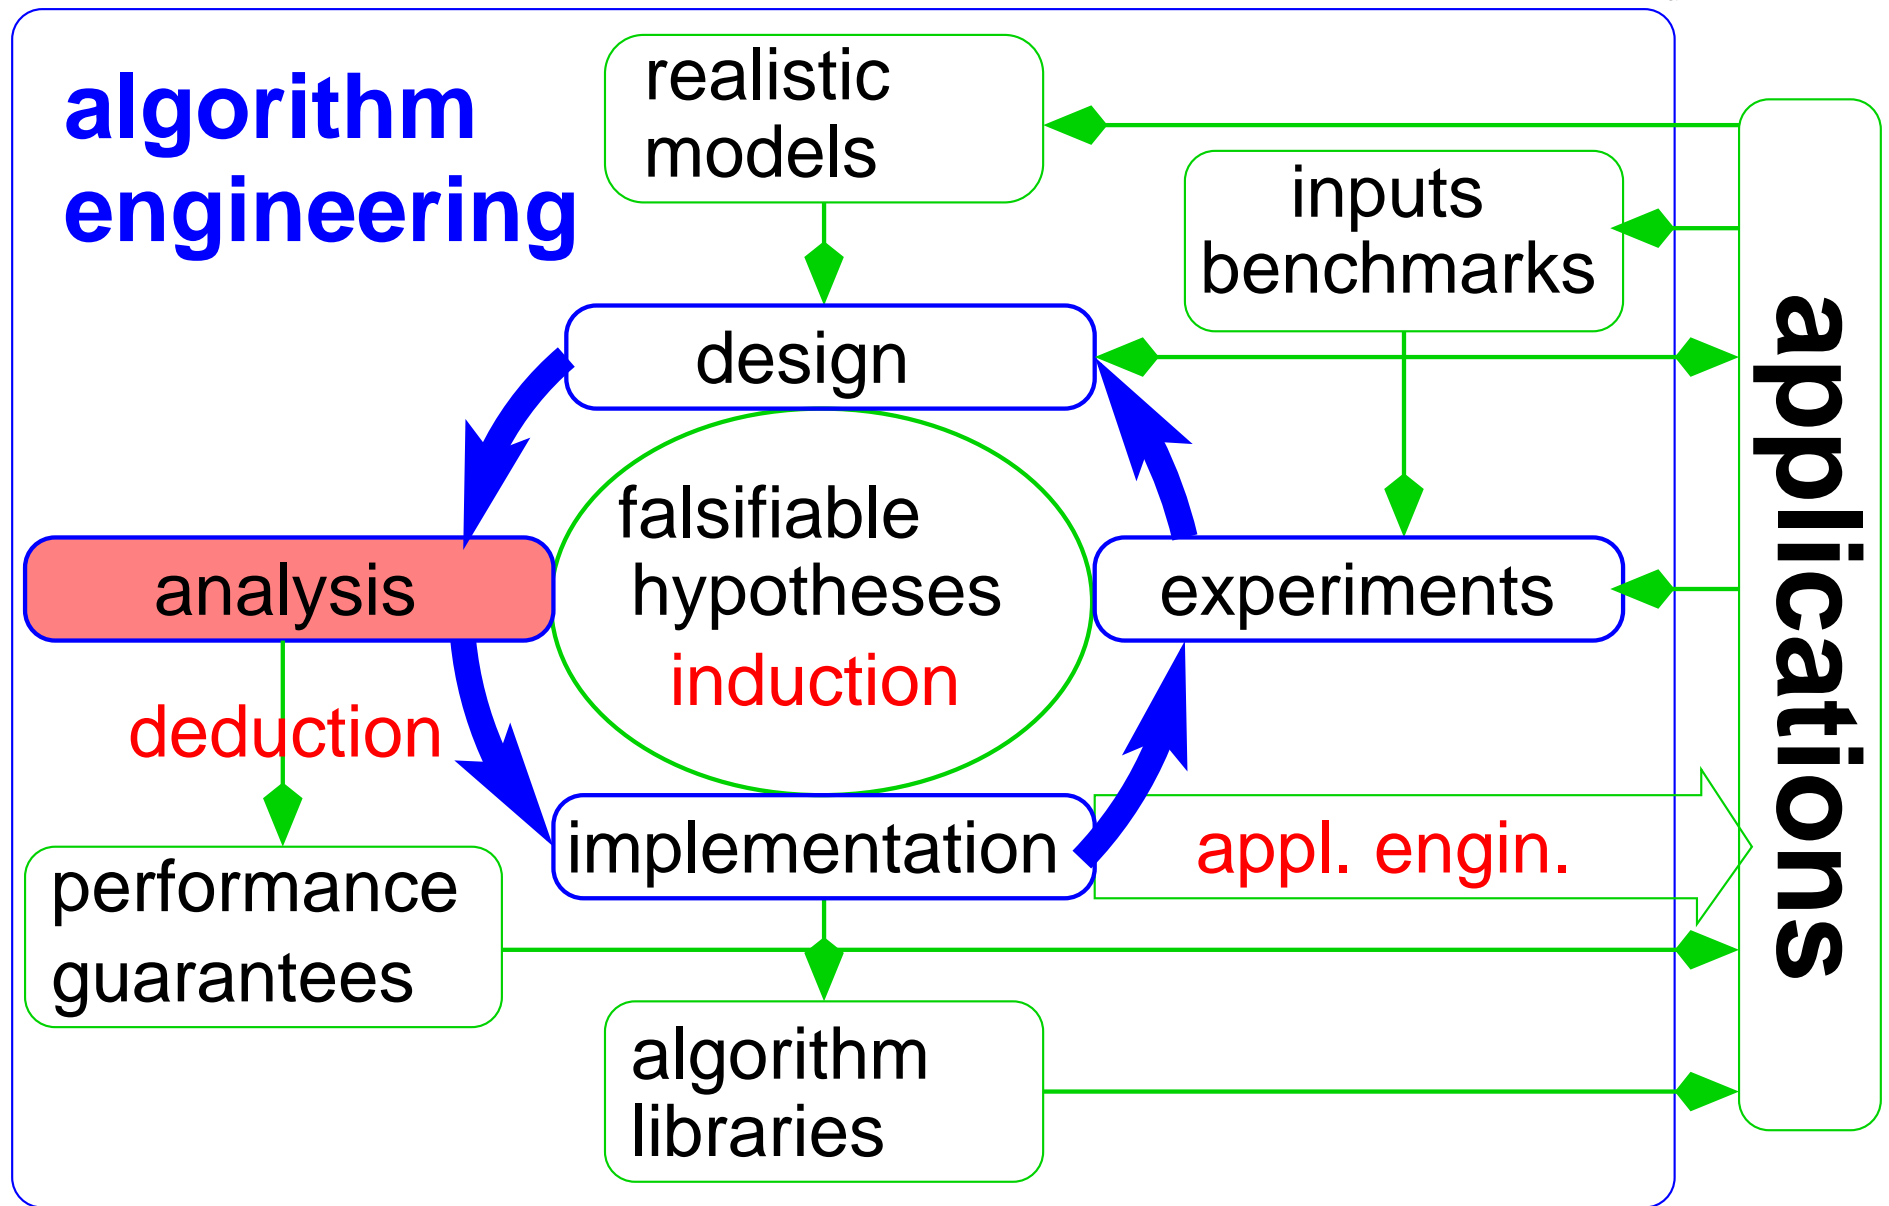 algorithm
engineering
realistic
models
inputs
benchmarks
design
falsifiable
hypotheses
induction
analysis
experiments
deduction
implementation
appl. engin.
performance
guarantees
algorithm
libraries
applications